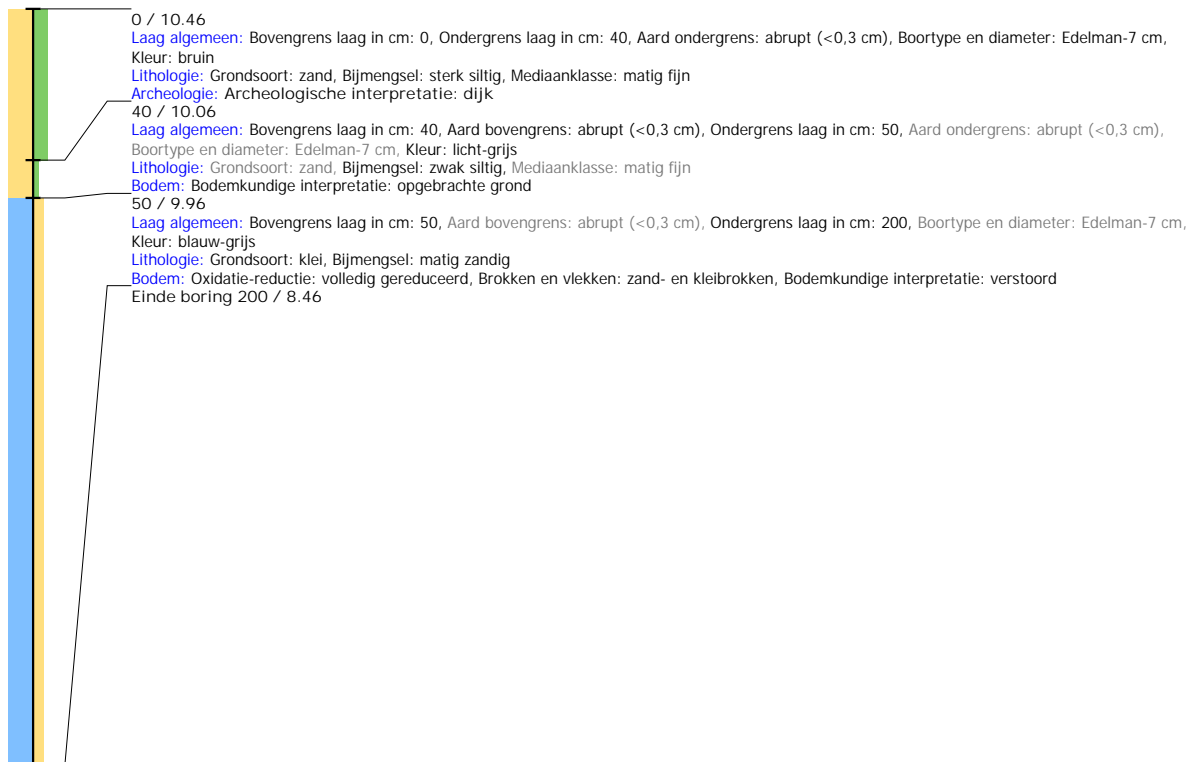 0 / 10.46
Laag algemeen: Bovengrens laag in cm: 0, Ondergrens laag in cm: 40, Aard ondergrens: abrupt (<0,3 cm), Boortype en diameter: Edelman-7 cm,
Kleur: bruin
Lithologie: Grondsoort: zand, Bijmengsel: sterk siltig, Mediaanklasse: matig fijn
Archeologie: Archeologische interpretatie: dijk
40 / 10.06
Laag algemeen: Bovengrens laag in cm: 40, Aard bovengrens: abrupt (<0,3 cm), Ondergrens laag in cm: 50, Aard ondergrens: abrupt (<0,3 cm),
Boortype en diameter: Edelman-7 cm, Kleur: licht-grijs
Lithologie: Grondsoort: zand, Bijmengsel: zwak siltig, Mediaanklasse: matig fijn
Bodem: Bodemkundige interpretatie: opgebrachte grond
50 / 9.96
Laag algemeen: Bovengrens laag in cm: 50, Aard bovengrens: abrupt (<0,3 cm), Ondergrens laag in cm: 200, Boortype en diameter: Edelman-7 cm,
Kleur: blauw-grijs
Lithologie: Grondsoort: klei, Bijmengsel: matig zandig
Bodem: Oxidatie-reductie: volledig gereduceerd, Brokken en vlekken: zand- en kleibrokken, Bodemkundige interpretatie: verstoord
Einde boring 200 / 8.46